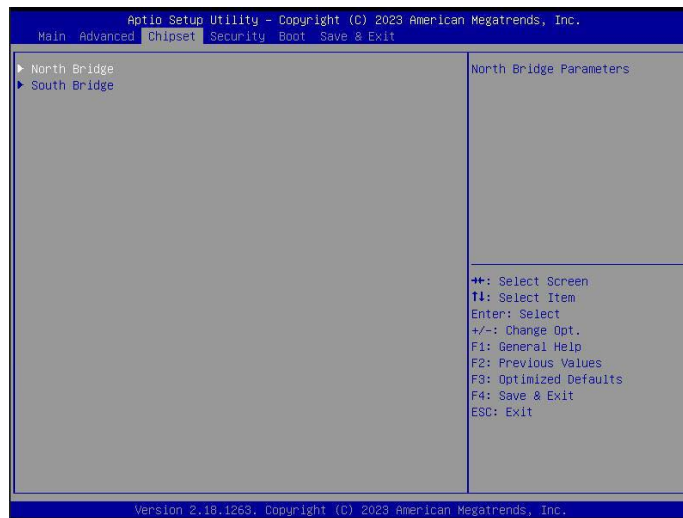 Aptio Setup Utility – Copyright (C) 2023 American Megatrends, Inc.
Main Advanced Chipset Security Boot Save & Exit
▶ North Bridge
▶ South Bridge
North Bridge Parameters
→←: Select Screen
↑↓: Select Item
Enter: Select
+/-: Change Opt.
F1: General Help
F2: Previous Values
F3: Optimized Defaults
F4: Save & Exit
ESC: Exit
Version 2.18.1263. Copyright (C) 2023 American Megatrends, Inc.